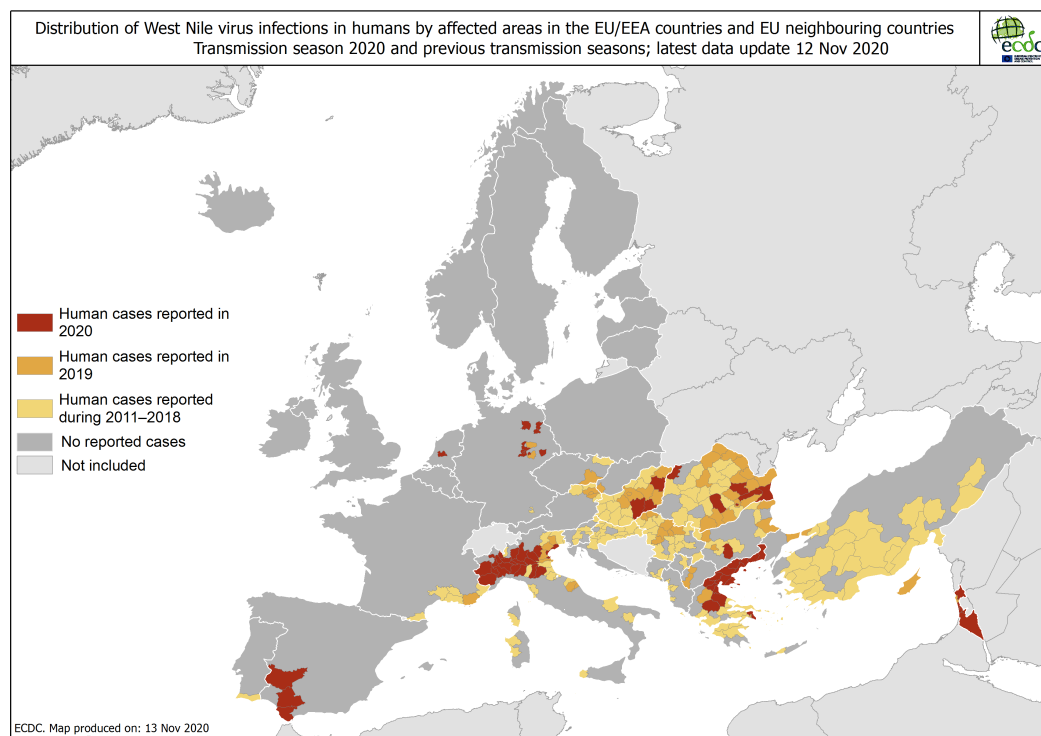 Distribution of West Nile virus infections in humans by affected areas in the EU/EEA countries and EU neighbouring countries
Transmission season 2020 and previous transmission seasons; latest data update 12 Nov 2020
ecdc
Human cases reported in
2020
Human cases reported in
2019
Human cases reported
during 2011–2018
No reported cases
Not included
ECDC. Map produced on: 13 Nov 2020